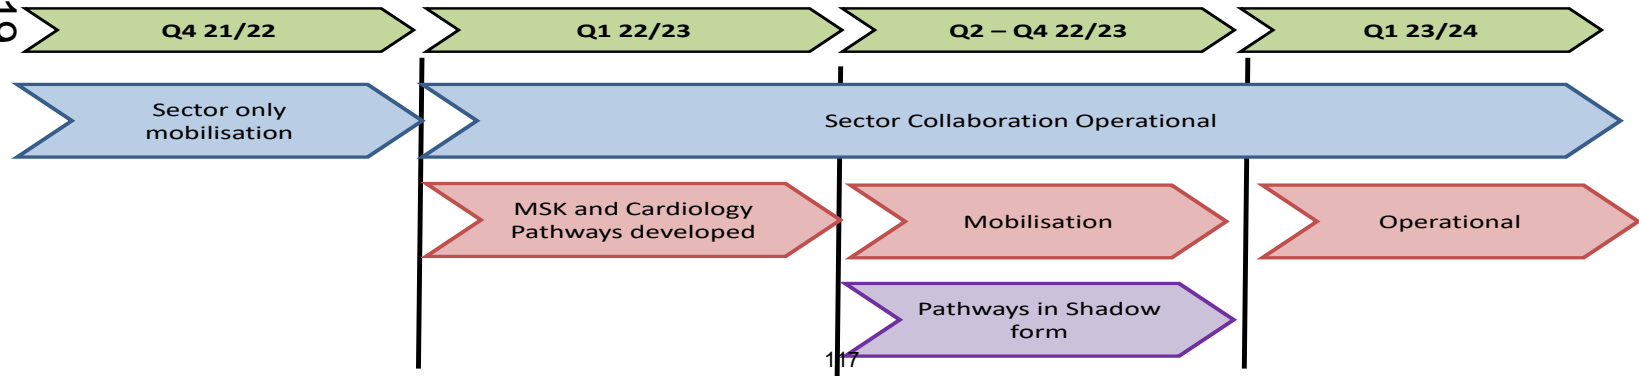 Q4 21/22
Q1 22/23
Q2 – Q4 22/23
Q1 23/24
Sector only
mobilisation
Sector Collaboration Operational
MSK and Cardiology
Pathways developed
Mobilisation
Operational
Pathways in Shadow
form
117